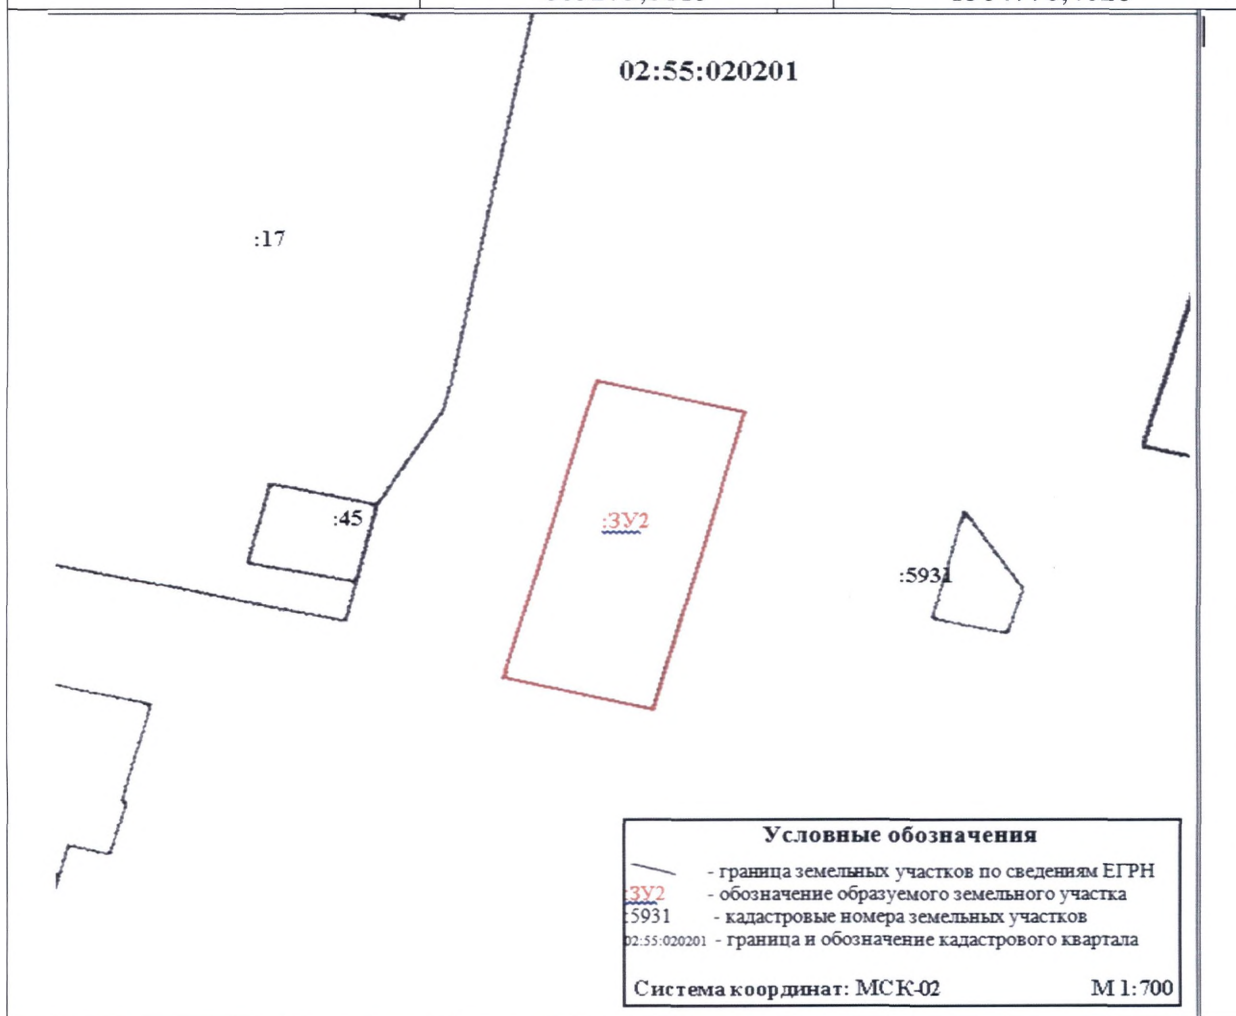 02:55:020201
:17
:ЗУ2
:45
:5931
Условные обозначения
- граница земельных участков по сведениям ЕГРН
:ЗУ2 - обозначение образуемого земельного участка
:5931 - кадастровые номера земельных участков
02:55:020201 - граница и обозначение кадастрового квартала
Система координат: МСК-02 М 1:700